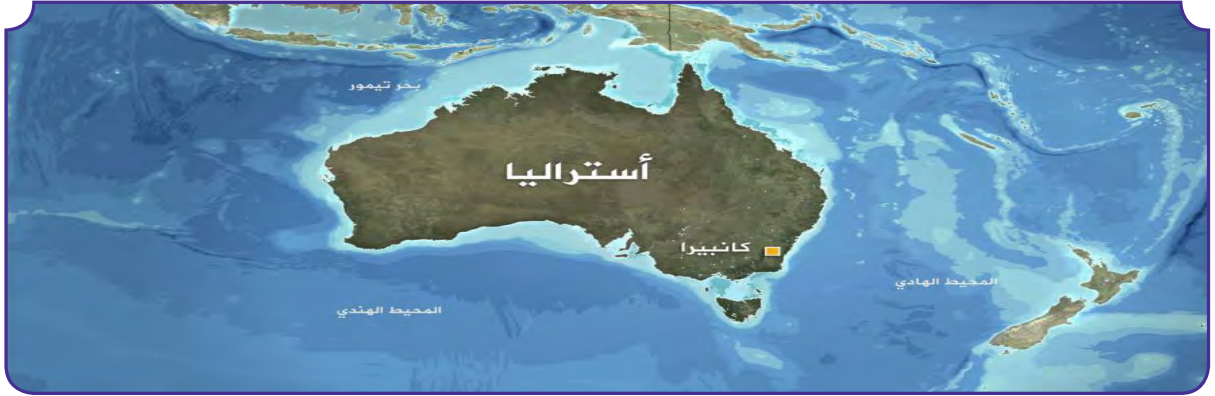 بحر تيمور
أستراليا
كانبيرا
المحيط الهادي
المحيط الهندي